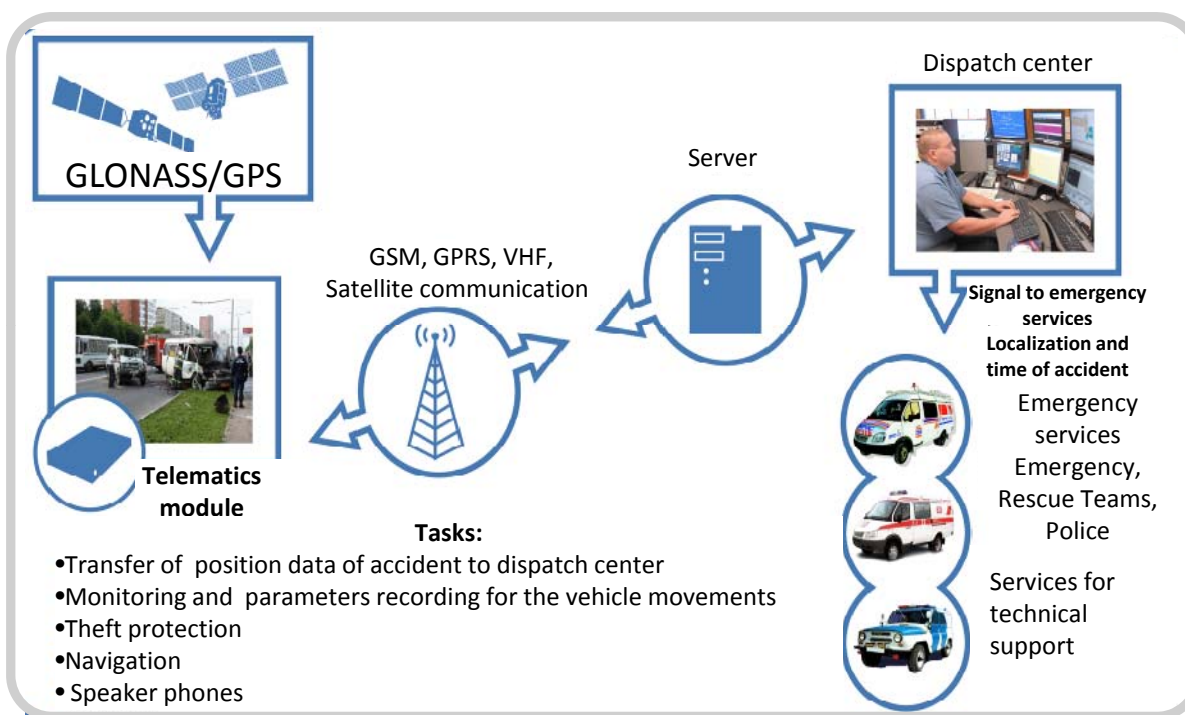 GLONASS/GPS
Telematics
module
GSM, GPRS, VHF,
Satellite communication
Server
Dispatch center
Signal to emergency
services
Localization and
time of accident
Emergency
services
Emergency,
Rescue Teams,
Police
Services for
technical
support
Tasks:
•Transfer of position data of accident to dispatch center
•Monitoring and parameters recording for the vehicle movements
•Theft protection
•Navigation
• Speaker phones